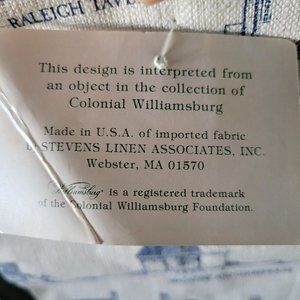 RALEIGH TAVE
This design is interpreted from
an object in the collection of
Colonial Williamsburg
Made in U.S.A. of imported fabric
STEVENS LINEN ASSOCIATES, INC.
Webster, MA 01570
Williamsburg is a registered trademark
of the Colonial Williamsburg Foundation.